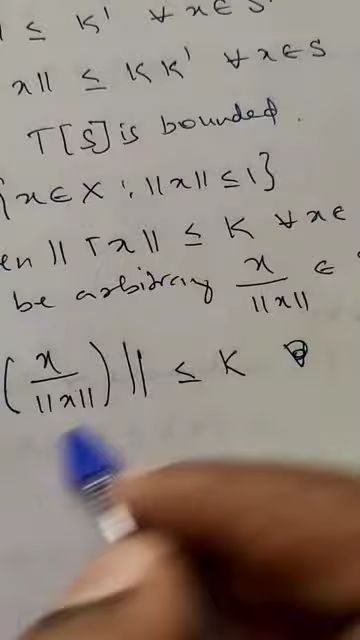 ≤ K' ∀ x ∈ S
x|| ≤ K K' ∀ x ∈ S
T[S] is bounded.
{x ∈ X : ||x|| ≤ 1}
en || Tx || ≤ K ∀ x ∈
be arbitrary x/||x|| ∈
(x/||x||) || ≤ K